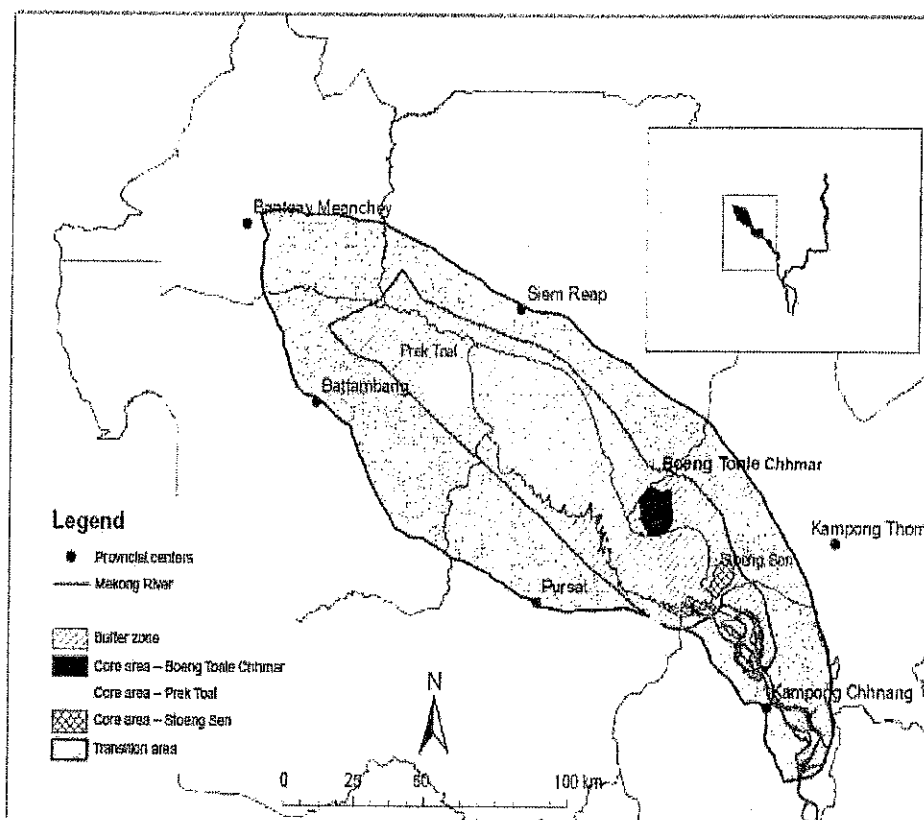 Banteay Meanchey
Siem Reap
Prek Toal
Battambang
Boeng Tonle Chhmar
Kampong Thom
Stoeng Sen
Pursat
Kampong Chhnang
Legend
Provincial centers
Mekong River
Buffer zone
Core area – Boeng Tonle Chhmar
Core area – Prek Toal
Core area – Stoeng Sen
Transition area
N
0 25 50 100 km